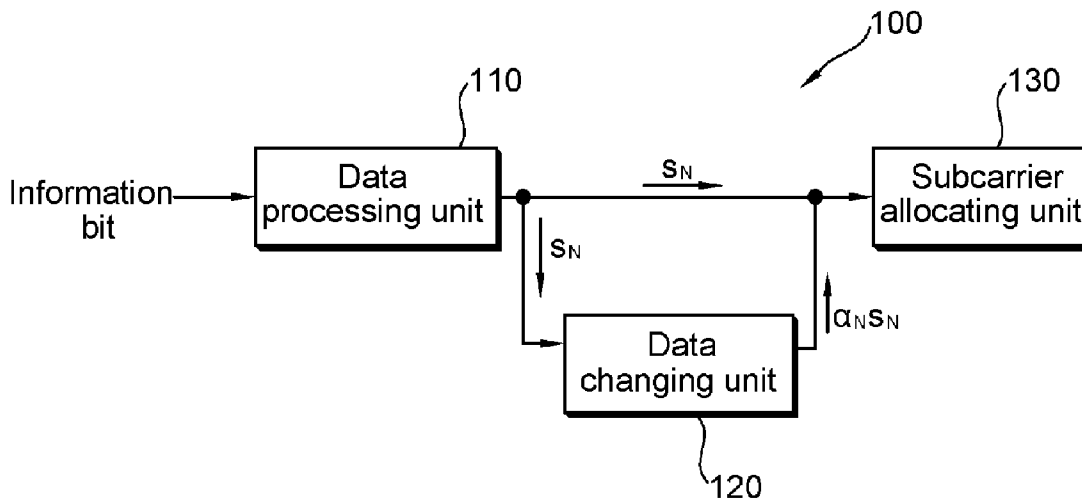 100
110
130
Information
bit
Data
processing unit
sN
Subcarrier
allocating unit
sN
αNsN
Data
changing unit
120